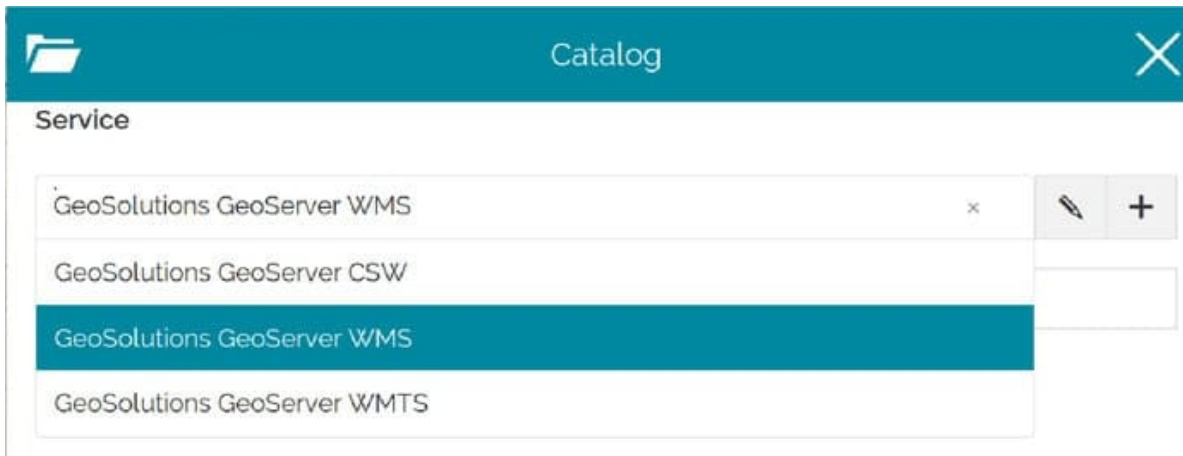 Catalog
Service
GeoSolutions GeoServer WMS
GeoSolutions GeoServer CSW
GeoSolutions GeoServer WMS
GeoSolutions GeoServer WMTS